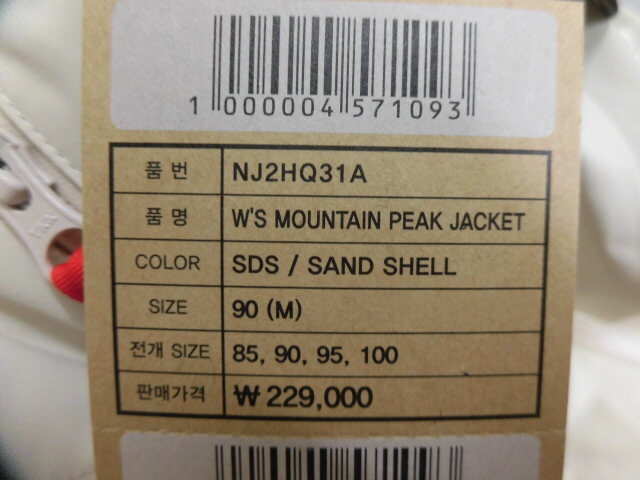 1 000004 571093
품 번 NJ2HQ31A
품 명 W'S MOUNTAIN PEAK JACKET
COLOR SDS / SAND SHELL
SIZE 90 (M)
전개 SIZE 85, 90, 95, 100
판매가격 ₩ 229,000